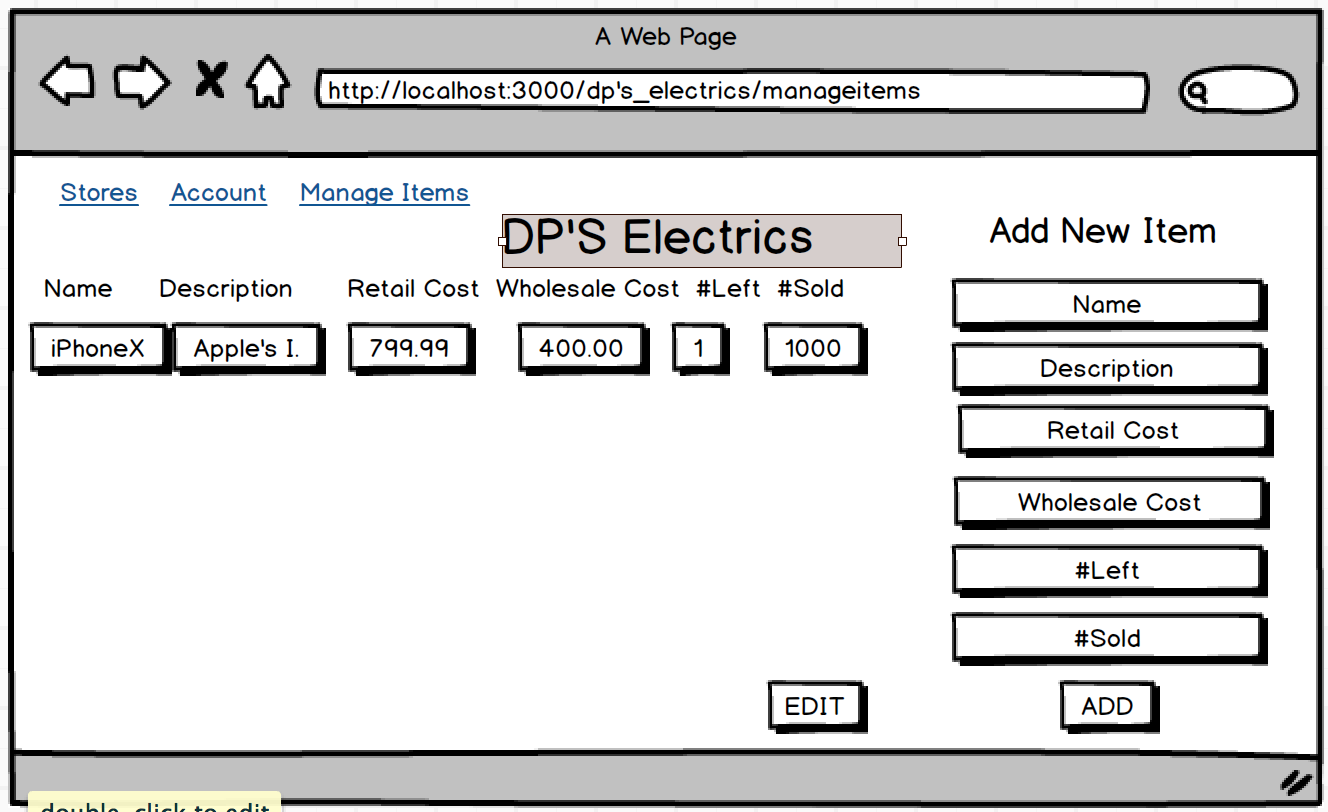 A Web Page
http://localhost:3000/dp's_electrics/manageitems
Stores Account Manage Items
DP'S Electrics
Name Description Retail Cost Wholesale Cost #Left #Sold
iPhoneX Apple's I. 799.99 400.00 1 1000
EDIT
Add New Item
Name
Description
Retail Cost
Wholesale Cost
#Left
#Sold
ADD
double-click to edit